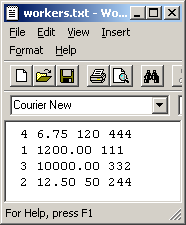 workers.txt - Wo...
File Edit View Insert
Format Help
Courier New
4 6.75 120 444
1 1200.00 111
3 10000.00 332
2 12.50 50 244
For Help, press F1